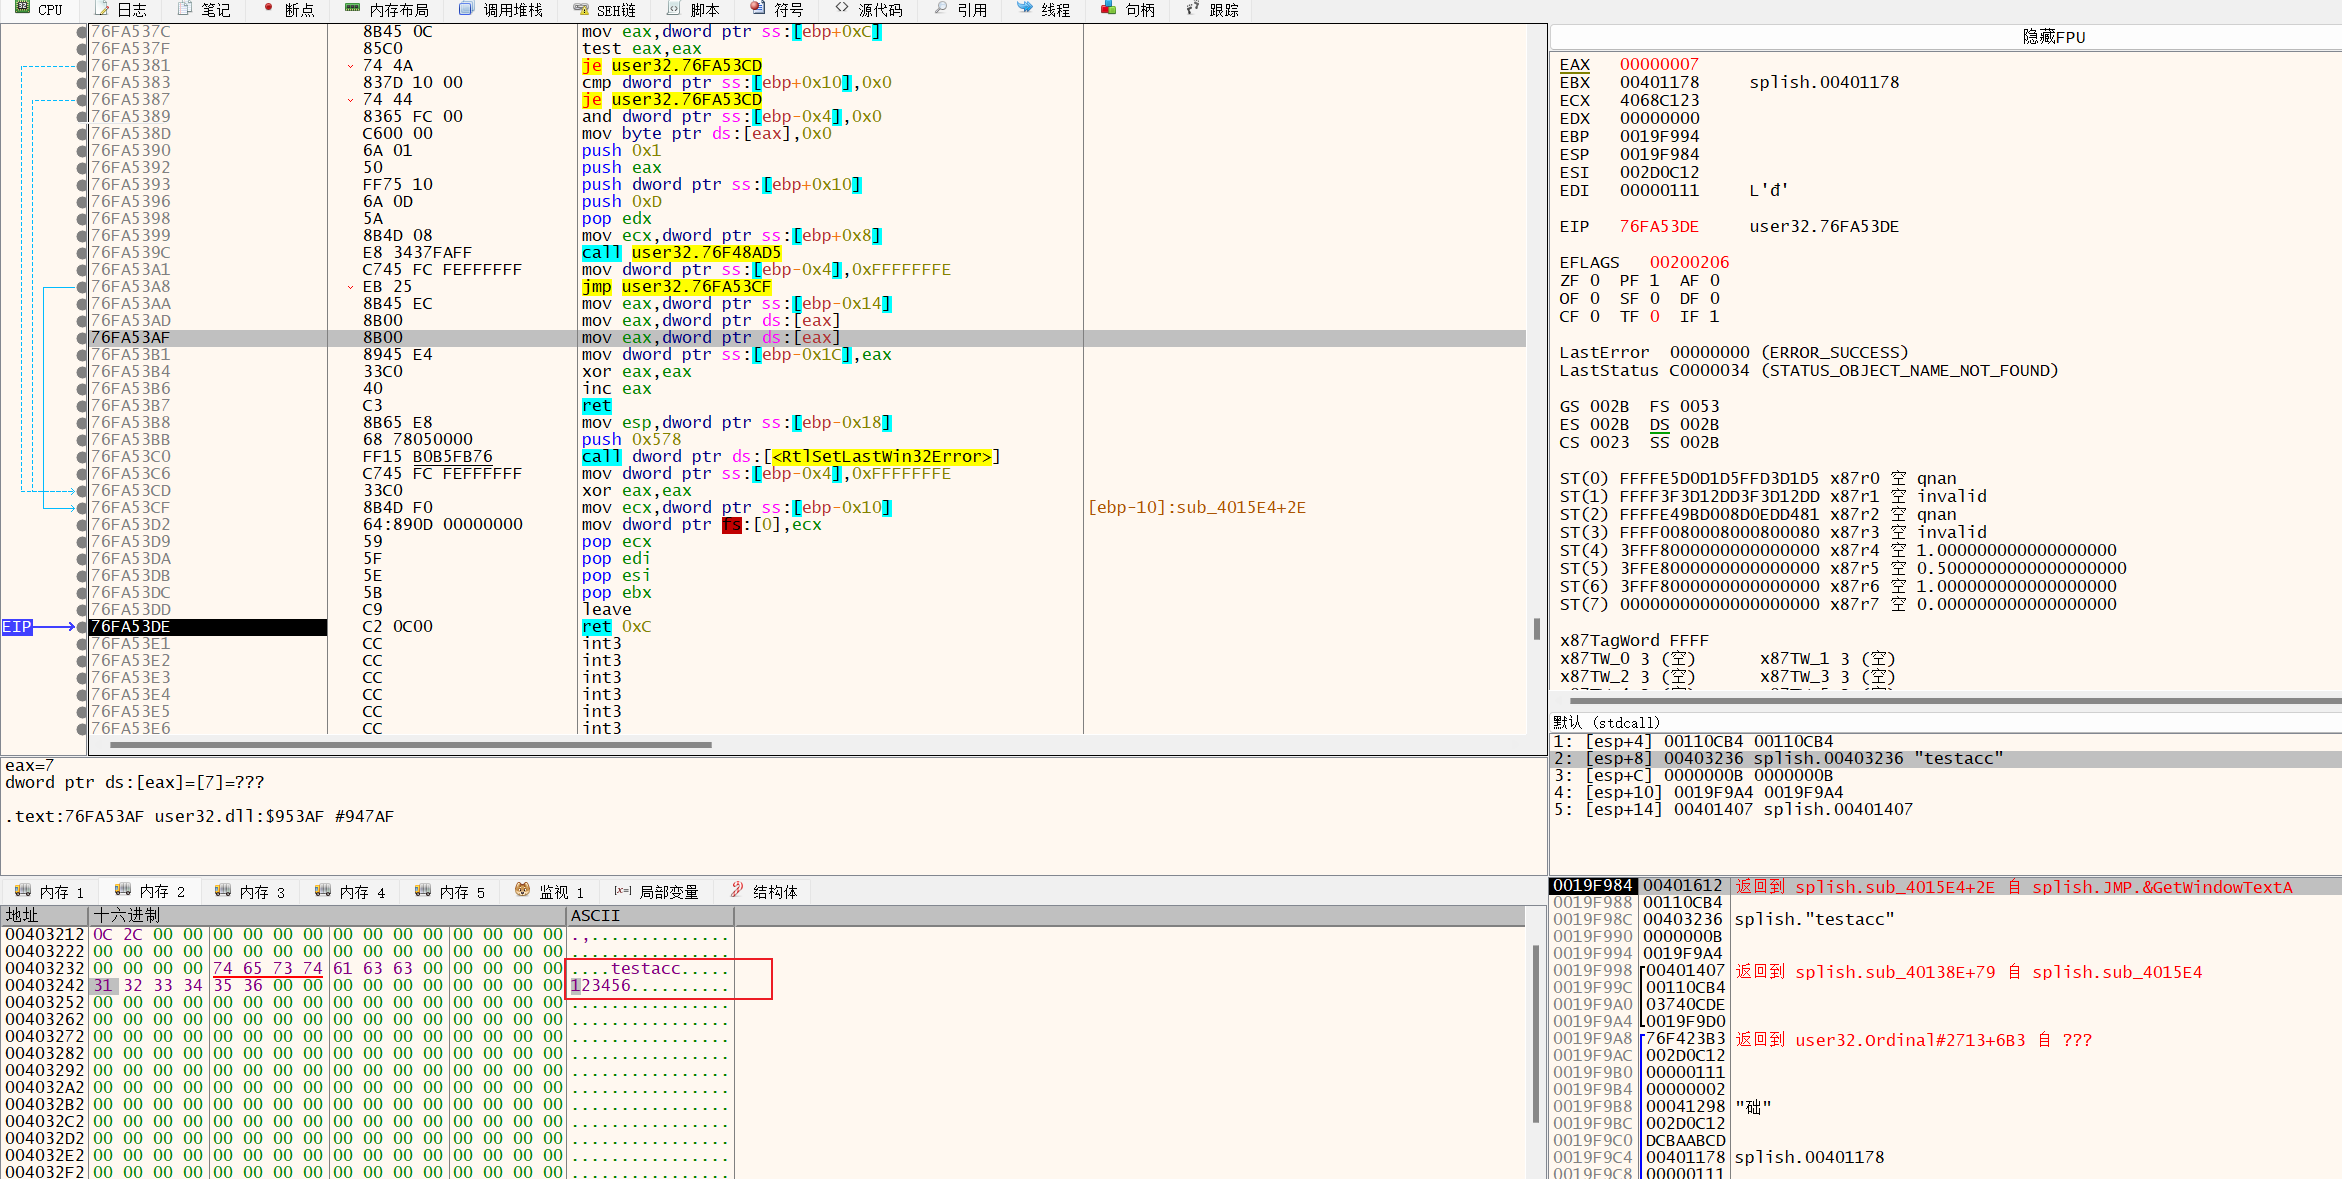 CPU 日志 笔记 断点 内存布局 调用堆栈 SEH链 脚本 符号 源代码 引用 线程 句柄 跟踪
76FA537C 8B45 0C mov eax,dword ptr ss:[ebp+0xC]
76FA537F 85C0 test eax,eax
76FA5381 74 4A je user32.76FA53CD
76FA5383 837D 10 00 cmp dword ptr ss:[ebp+0x10],0x0
76FA5387 74 44 je user32.76FA53CD
76FA5389 8365 FC 00 and dword ptr ss:[ebp-0x4],0x0
76FA538D C600 00 mov byte ptr ds:[eax],0x0
76FA5390 6A 01 push 0x1
76FA5392 50 push eax
76FA5393 FF75 10 push dword ptr ss:[ebp+0x10]
76FA5396 6A 0D push 0xD
76FA5398 5A pop edx
76FA5399 8B4D 08 mov ecx,dword ptr ss:[ebp+0x8]
76FA539C E8 3437FAFF call user32.76F48AD5
76FA53A1 C745 FC FEFFFFFF mov dword ptr ss:[ebp-0x4],0xFFFFFFFE
76FA53A8 EB 25 jmp user32.76FA53CF
76FA53AA 8B45 EC mov eax,dword ptr ss:[ebp-0x14]
76FA53AD 8B00 mov eax,dword ptr ds:[eax]
76FA53AF 8B00 mov eax,dword ptr ds:[eax]
76FA53B1 8945 E4 mov dword ptr ss:[ebp-0x1C],eax
76FA53B4 33C0 xor eax,eax
76FA53B6 40 inc eax
76FA53B7 C3 ret
76FA53B8 8B65 E8 mov esp,dword ptr ss:[ebp-0x18]
76FA53BB 68 78050000 push 0x578
76FA53C0 FF15 B0B5FB76 call dword ptr ds:[<RtlSetLastWin32Error>]
76FA53C6 C745 FC FEFFFFFF mov dword ptr ss:[ebp-0x4],0xFFFFFFFE
76FA53CD 33C0 xor eax,eax
76FA53CF 8B4D F0 mov ecx,dword ptr ss:[ebp-0x10] [ebp-10]:sub_4015E4+2E
76FA53D2 64:890D 00000000 mov dword ptr fs:[0],ecx
76FA53D9 59 pop ecx
76FA53DA 5F pop edi
76FA53DB 5E pop esi
76FA53DC 5B pop ebx
76FA53DD C9 leave
EIP 76FA53DE C2 0C00 ret 0xC
76FA53E1 CC int3
76FA53E2 CC int3
76FA53E3 CC int3
76FA53E4 CC int3
76FA53E5 CC int3
76FA53E6 CC int3
隐藏FPU
EAX 00000007
EBX 00401178 splish.00401178
ECX 4068C123
EDX 00000000
EBP 0019F994
ESP 0019F984
ESI 002D0C12
EDI 00000111 L'đ'
EIP 76FA53DE user32.76FA53DE
EFLAGS 00200206
ZF 0 PF 1 AF 0
OF 0 SF 0 DF 0
CF 0 TF 0 IF 1
LastError 00000000 (ERROR_SUCCESS)
LastStatus C0000034 (STATUS_OBJECT_NAME_NOT_FOUND)
GS 002B FS 0053
ES 002B DS 002B
CS 0023 SS 002B
ST(0) FFFFE5D0D1D5FFD3D1D5 x87r0 空 qnan
ST(1) FFFF3F3D12DD3F3D12DD x87r1 空 invalid
ST(2) FFFFE49BD008D0EDD481 x87r2 空 qnan
ST(3) FFFF0080008000800080 x87r3 空 invalid
ST(4) 3FFF8000000000000000 x87r4 空 1.000000000000000000
ST(5) 3FFE8000000000000000 x87r5 空 0.5000000000000000000
ST(6) 3FFF8000000000000000 x87r6 空 1.000000000000000000
ST(7) 00000000000000000000 x87r7 空 0.000000000000000000
x87TagWord FFFF
x87TW_0 3 (空) x87TW_1 3 (空)
x87TW_2 3 (空) x87TW_3 3 (空)
默认 (stdcall)
1: [esp+4] 00110CB4 00110CB4
2: [esp+8] 00403236 splish.00403236 "testacc"
3: [esp+C] 0000000B 0000000B
4: [esp+10] 0019F9A4 0019F9A4
5: [esp+14] 00401407 splish.00401407
eax=7
dword ptr ds:[eax]=[7]=???
.text:76FA53AF user32.dll:$953AF #947AF
内存 1 内存 2 内存 3 内存 4 内存 5 监视 1 局部变量 结构体
地址 十六进制 ASCII
00403212 0C 2C 00 00 00 00 00 00 00 00 00 00 00 00 00 00 .,..............
00403222 00 00 00 00 00 00 00 00 00 00 00 00 00 00 00 00 ................
00403232 00 00 00 00 74 65 73 74 61 63 63 00 00 00 00 00 ....testacc.....
00403242 31 32 33 34 35 36 00 00 00 00 00 00 00 00 00 00 123456..........
00403252 00 00 00 00 00 00 00 00 00 00 00 00 00 00 00 00 ................
00403262 00 00 00 00 00 00 00 00 00 00 00 00 00 00 00 00 ................
00403272 00 00 00 00 00 00 00 00 00 00 00 00 00 00 00 00 ................
00403282 00 00 00 00 00 00 00 00 00 00 00 00 00 00 00 00 ................
00403292 00 00 00 00 00 00 00 00 00 00 00 00 00 00 00 00 ................
004032A2 00 00 00 00 00 00 00 00 00 00 00 00 00 00 00 00 ................
004032B2 00 00 00 00 00 00 00 00 00 00 00 00 00 00 00 00 ................
004032C2 00 00 00 00 00 00 00 00 00 00 00 00 00 00 00 00 ................
004032D2 00 00 00 00 00 00 00 00 00 00 00 00 00 00 00 00 ................
004032E2 00 00 00 00 00 00 00 00 00 00 00 00 00 00 00 00 ................
004032F2 00 00 00 00 00 00 00 00 00 00 00 00 00 00 00 00 ................
0019F984 00401612 返回到 splish.sub_4015E4+2E 自 splish.JMP.&GetWindowTextA
0019F988 00110CB4
0019F98C 00403236 splish."testacc"
0019F990 0000000B
0019F994 0019F9A4
0019F998 00401407 返回到 splish.sub_40138E+79 自 splish.sub_4015E4
0019F99C 00110CB4
0019F9A0 03740CDE
0019F9A4 0019F9D0
0019F9A8 76F423B3 返回到 user32.Ordinal#2713+6B3 自 ???
0019F9AC 002D0C12
0019F9B0 00000111
0019F9B4 00000002
0019F9B8 00041298 "础"
0019F9BC 002D0C12
0019F9C0 DCBAABCD
0019F9C4 00401178 splish.00401178
0019F9C8 00000111